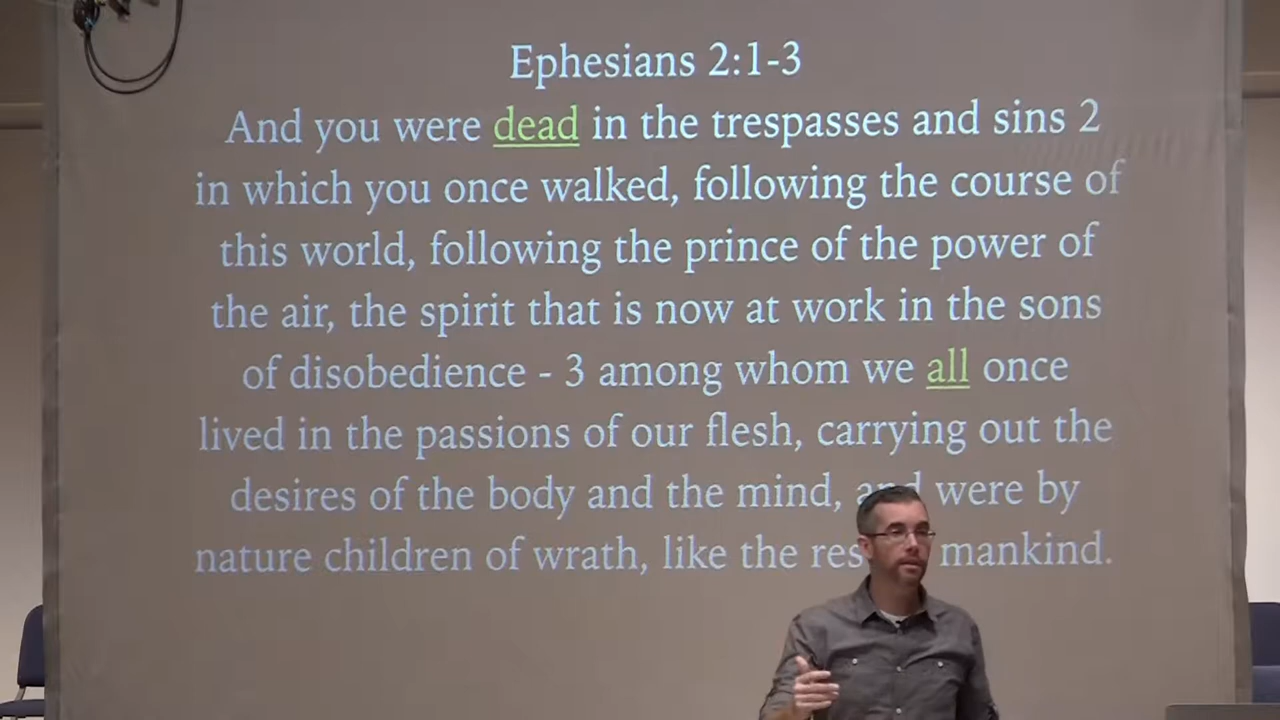 Ephesians 2:1-3
And you were dead in the trespasses and sins 2
in which you once walked, following the course of
this world, following the prince of the power of
the air, the spirit that is now at work in the sons
of disobedience - 3 among whom we all once
lived in the passions of our flesh, carrying out the
desires of the body and the mind, and were by
nature children of wrath, like the res mankind.